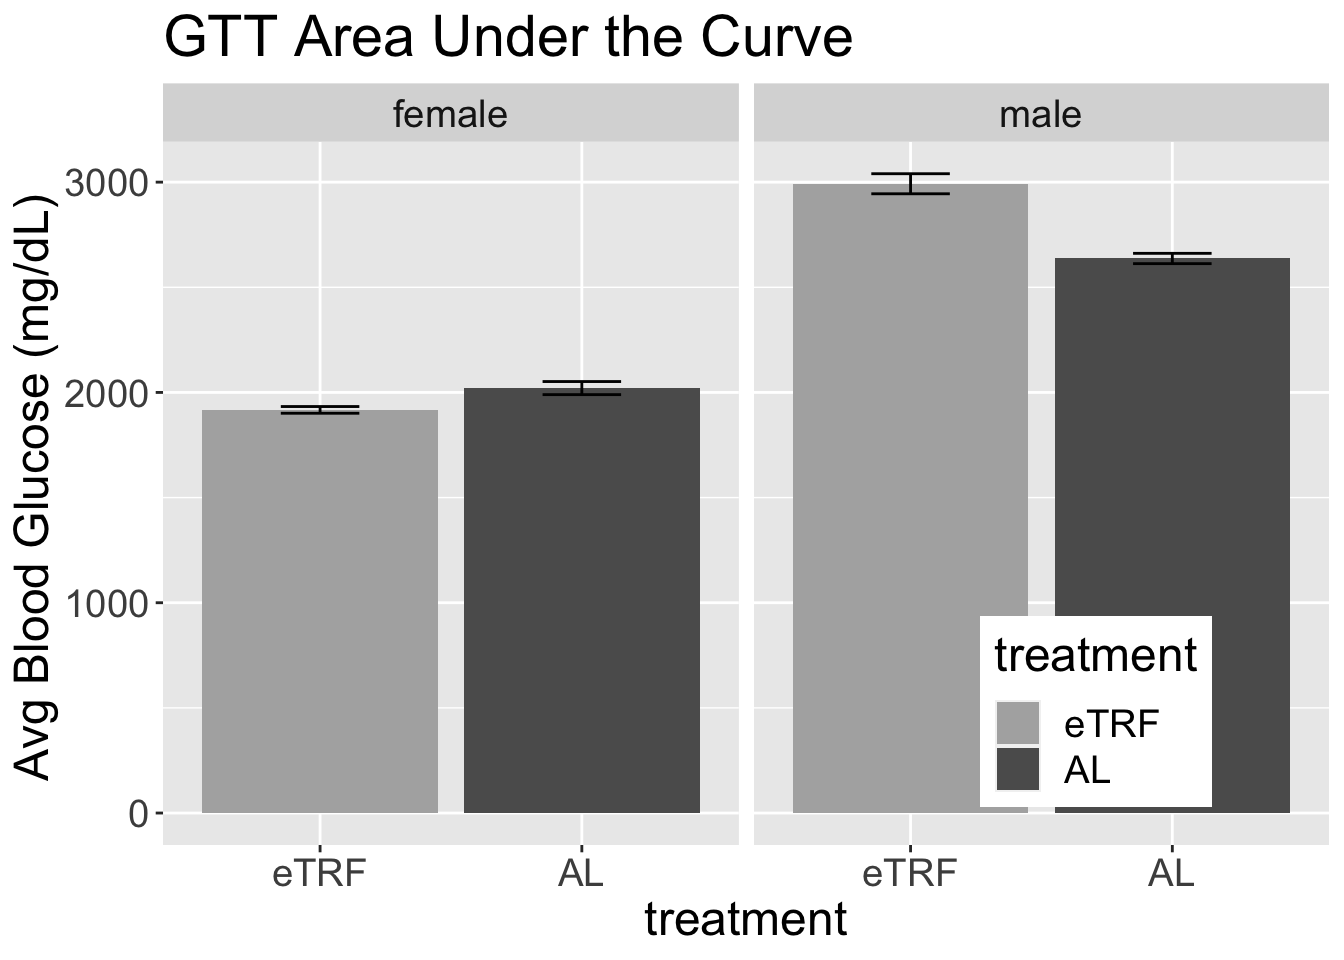 GTT Area Under the Curve
female
male
Avg Blood Glucose (mg/dL)
3000
2000
1000
0
treatment
eTRF
AL
eTRF
AL
eTRF
AL
treatment